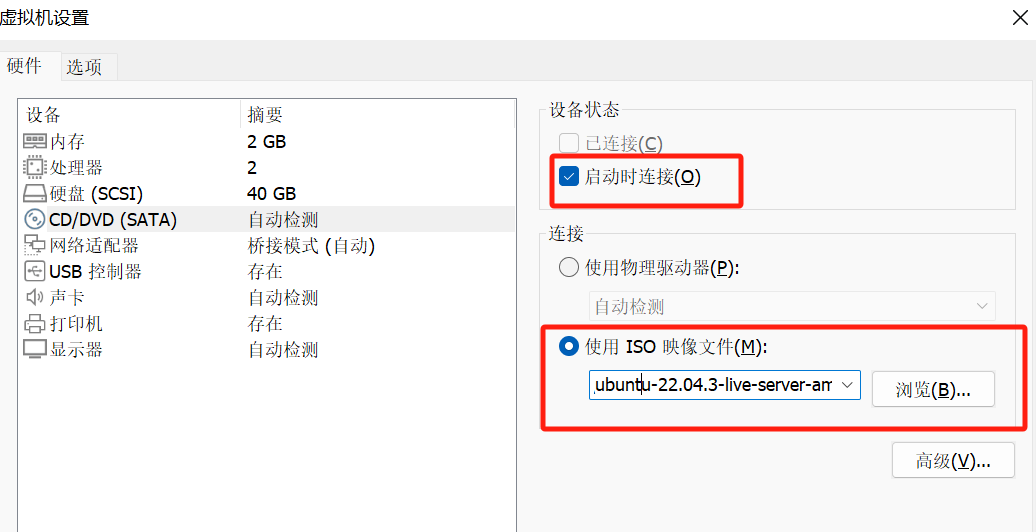 虚拟机设置
硬件 选项
设备 摘要
内存 2 GB
处理器 2
硬盘 (SCSI) 40 GB
CD/DVD (SATA) 自动检测
网络适配器 桥接模式 (自动)
USB 控制器 存在
声卡 自动检测
打印机 存在
显示器 自动检测
设备状态
已连接(C)
启动时连接(O)
连接
使用物理驱动器(P):
自动检测
使用 ISO 映像文件(M):
ubuntu-22.04.3-live-server-am
浏览(B)...
高级(V)...